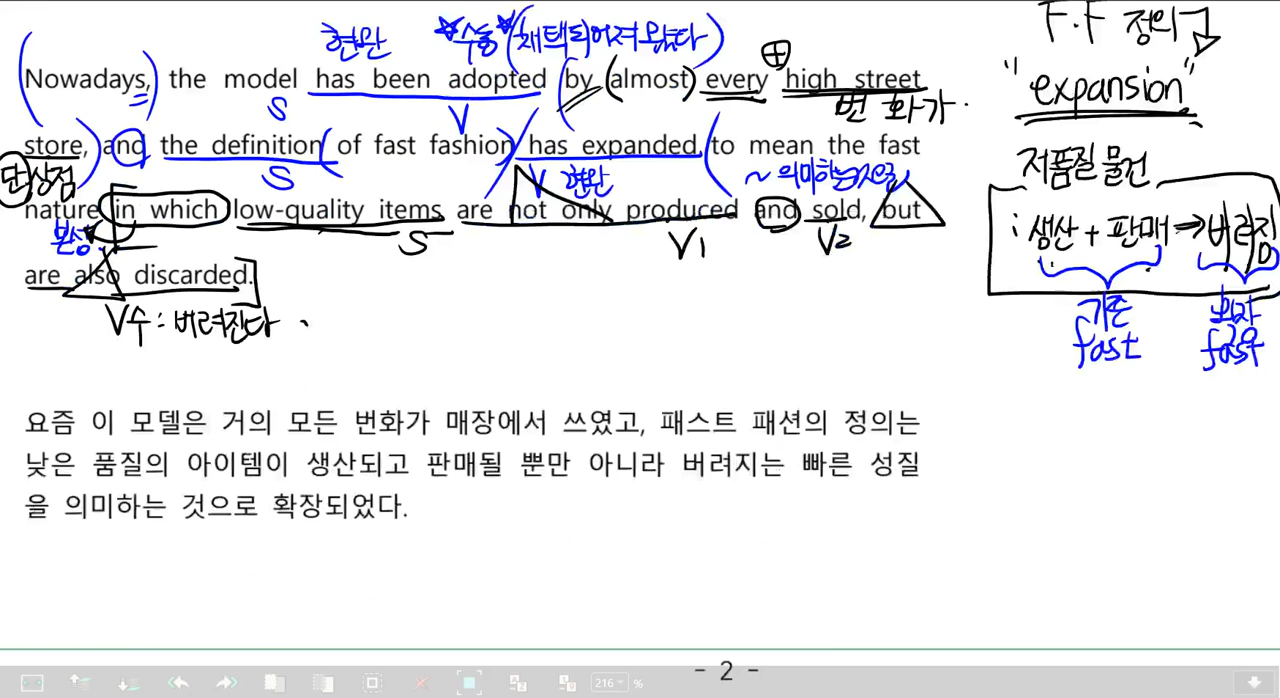 현완 ☆수동☆(채택되어져 왔다) F.F 정의
(Nowadays,) the model has been adopted by (almost) every ⊕ high street
S V 번화가. "expansion"
store, and the definition of fast fashion has expanded to mean the fast
단 상점 S V 현완 ~의미하는 것으로 저품질 물건
nature in which low-quality items are not only produced and sold, but
완성 S V1 V2 : 생산 + 판매 → 버려짐
are also discarded.
V수 : 버려진다. 기존 fast fast
요즘 이 모델은 거의 모든 번화가 매장에서 쓰였고, 패스트 패션의 정의는
낮은 품질의 아이템이 생산되고 판매될 뿐만 아니라 버려지는 빠른 성질
을 의미하는 것으로 확장되었다.
- 2 -
216 %